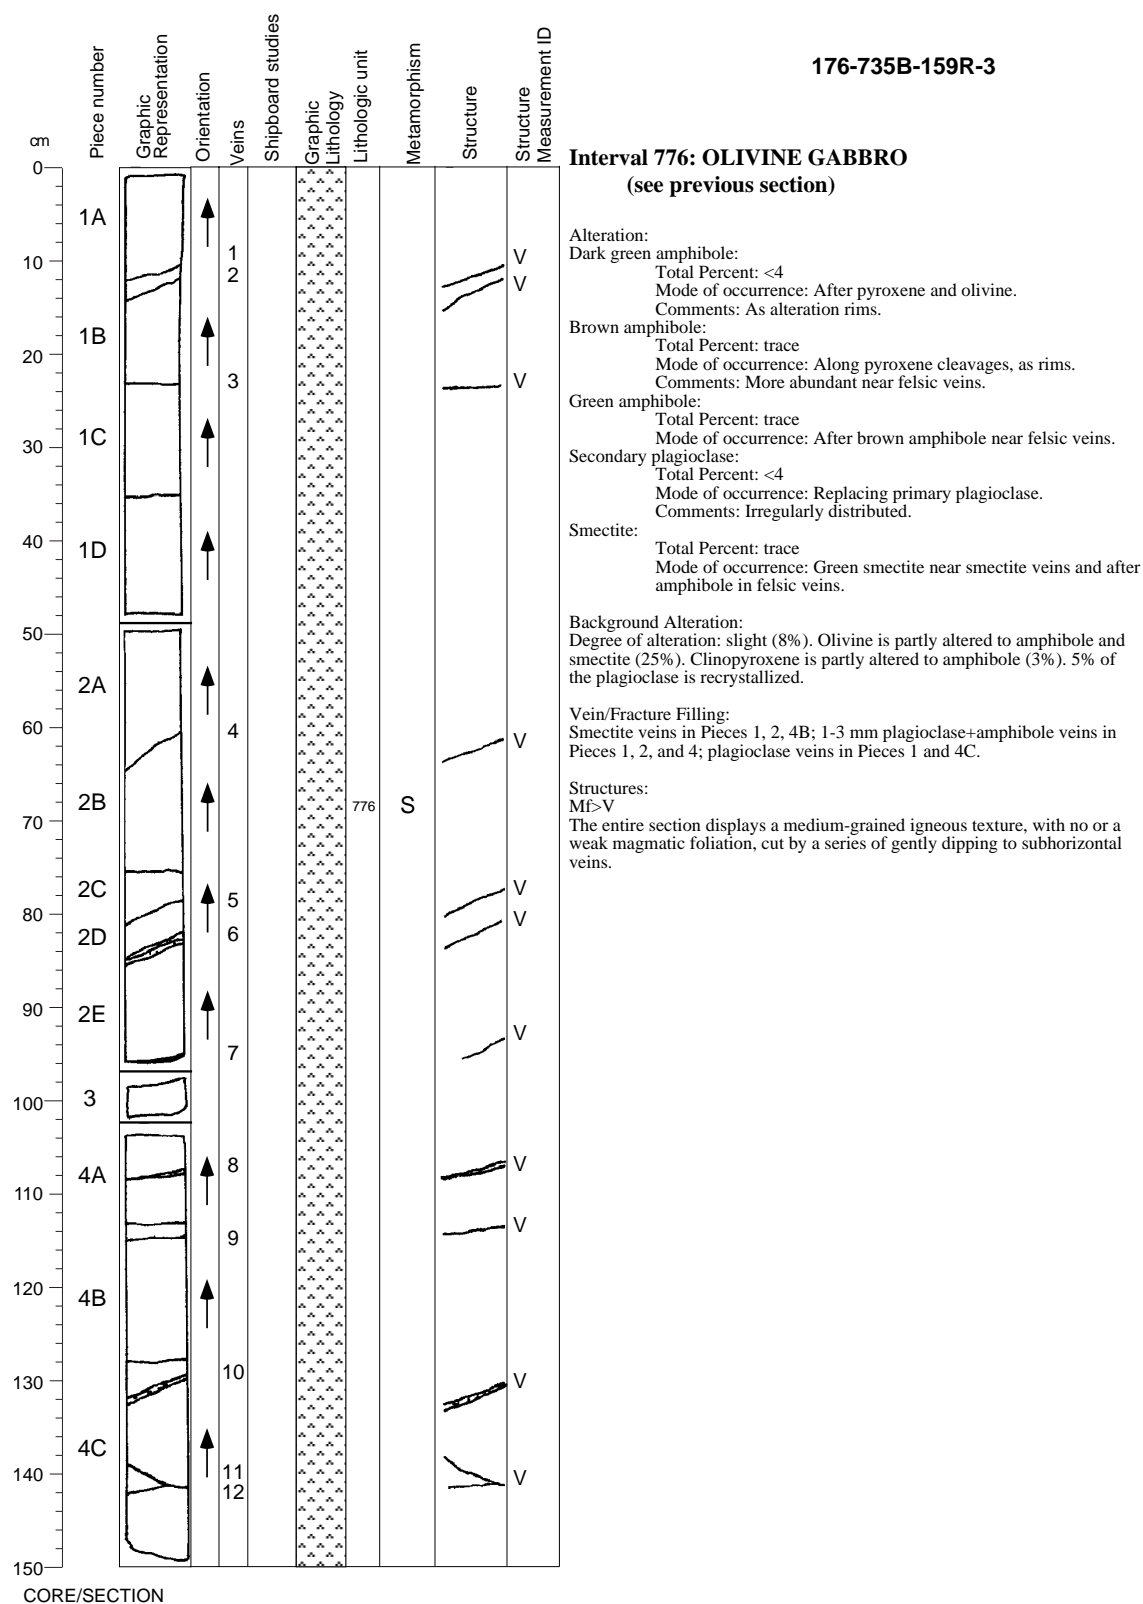 176-735B-159R-3
cm
Piece number
Graphic
Representation
Orientation
Veins
Shipboard studies
Graphic
Lithology
Lithologic unit
Metamorphism
Structure
Structure
Measurement ID
0
10
20
30
40
50
60
70
80
90
100
110
120
130
140
150
1A
1B
1C
1D
2A
2B
2C
2D
2E
3
4A
4B
4C
1
2
3
4
5
6
7
8
9
10
11
12
776
S
V
V
V
V
V
V
V
V
V
V
V
CORE/SECTION
Interval 776: OLIVINE GABBRO
(see previous section)
Alteration:
Dark green amphibole:
Total Percent: <4
Mode of occurrence: After pyroxene and olivine.
Comments: As alteration rims.
Brown amphibole:
Total Percent: trace
Mode of occurrence: Along pyroxene cleavages, as rims.
Comments: More abundant near felsic veins.
Green amphibole:
Total Percent: trace
Mode of occurrence: After brown amphibole near felsic veins.
Secondary plagioclase:
Total Percent: <4
Mode of occurrence: Replacing primary plagioclase.
Comments: Irregularly distributed.
Smectite:
Total Percent: trace
Mode of occurrence: Green smectite near smectite veins and after
amphibole in felsic veins.
Background Alteration:
Degree of alteration: slight (8%). Olivine is partly altered to amphibole and
smectite (25%). Clinopyroxene is partly altered to amphibole (3%). 5% of
the plagioclase is recrystallized.
Vein/Fracture Filling:
Smectite veins in Pieces 1, 2, 4B; 1-3 mm plagioclase+amphibole veins in
Pieces 1, 2, and 4; plagioclase veins in Pieces 1 and 4C.
Structures:
Mf>V
The entire section displays a medium-grained igneous texture, with no or a
weak magmatic foliation, cut by a series of gently dipping to subhorizontal
veins.